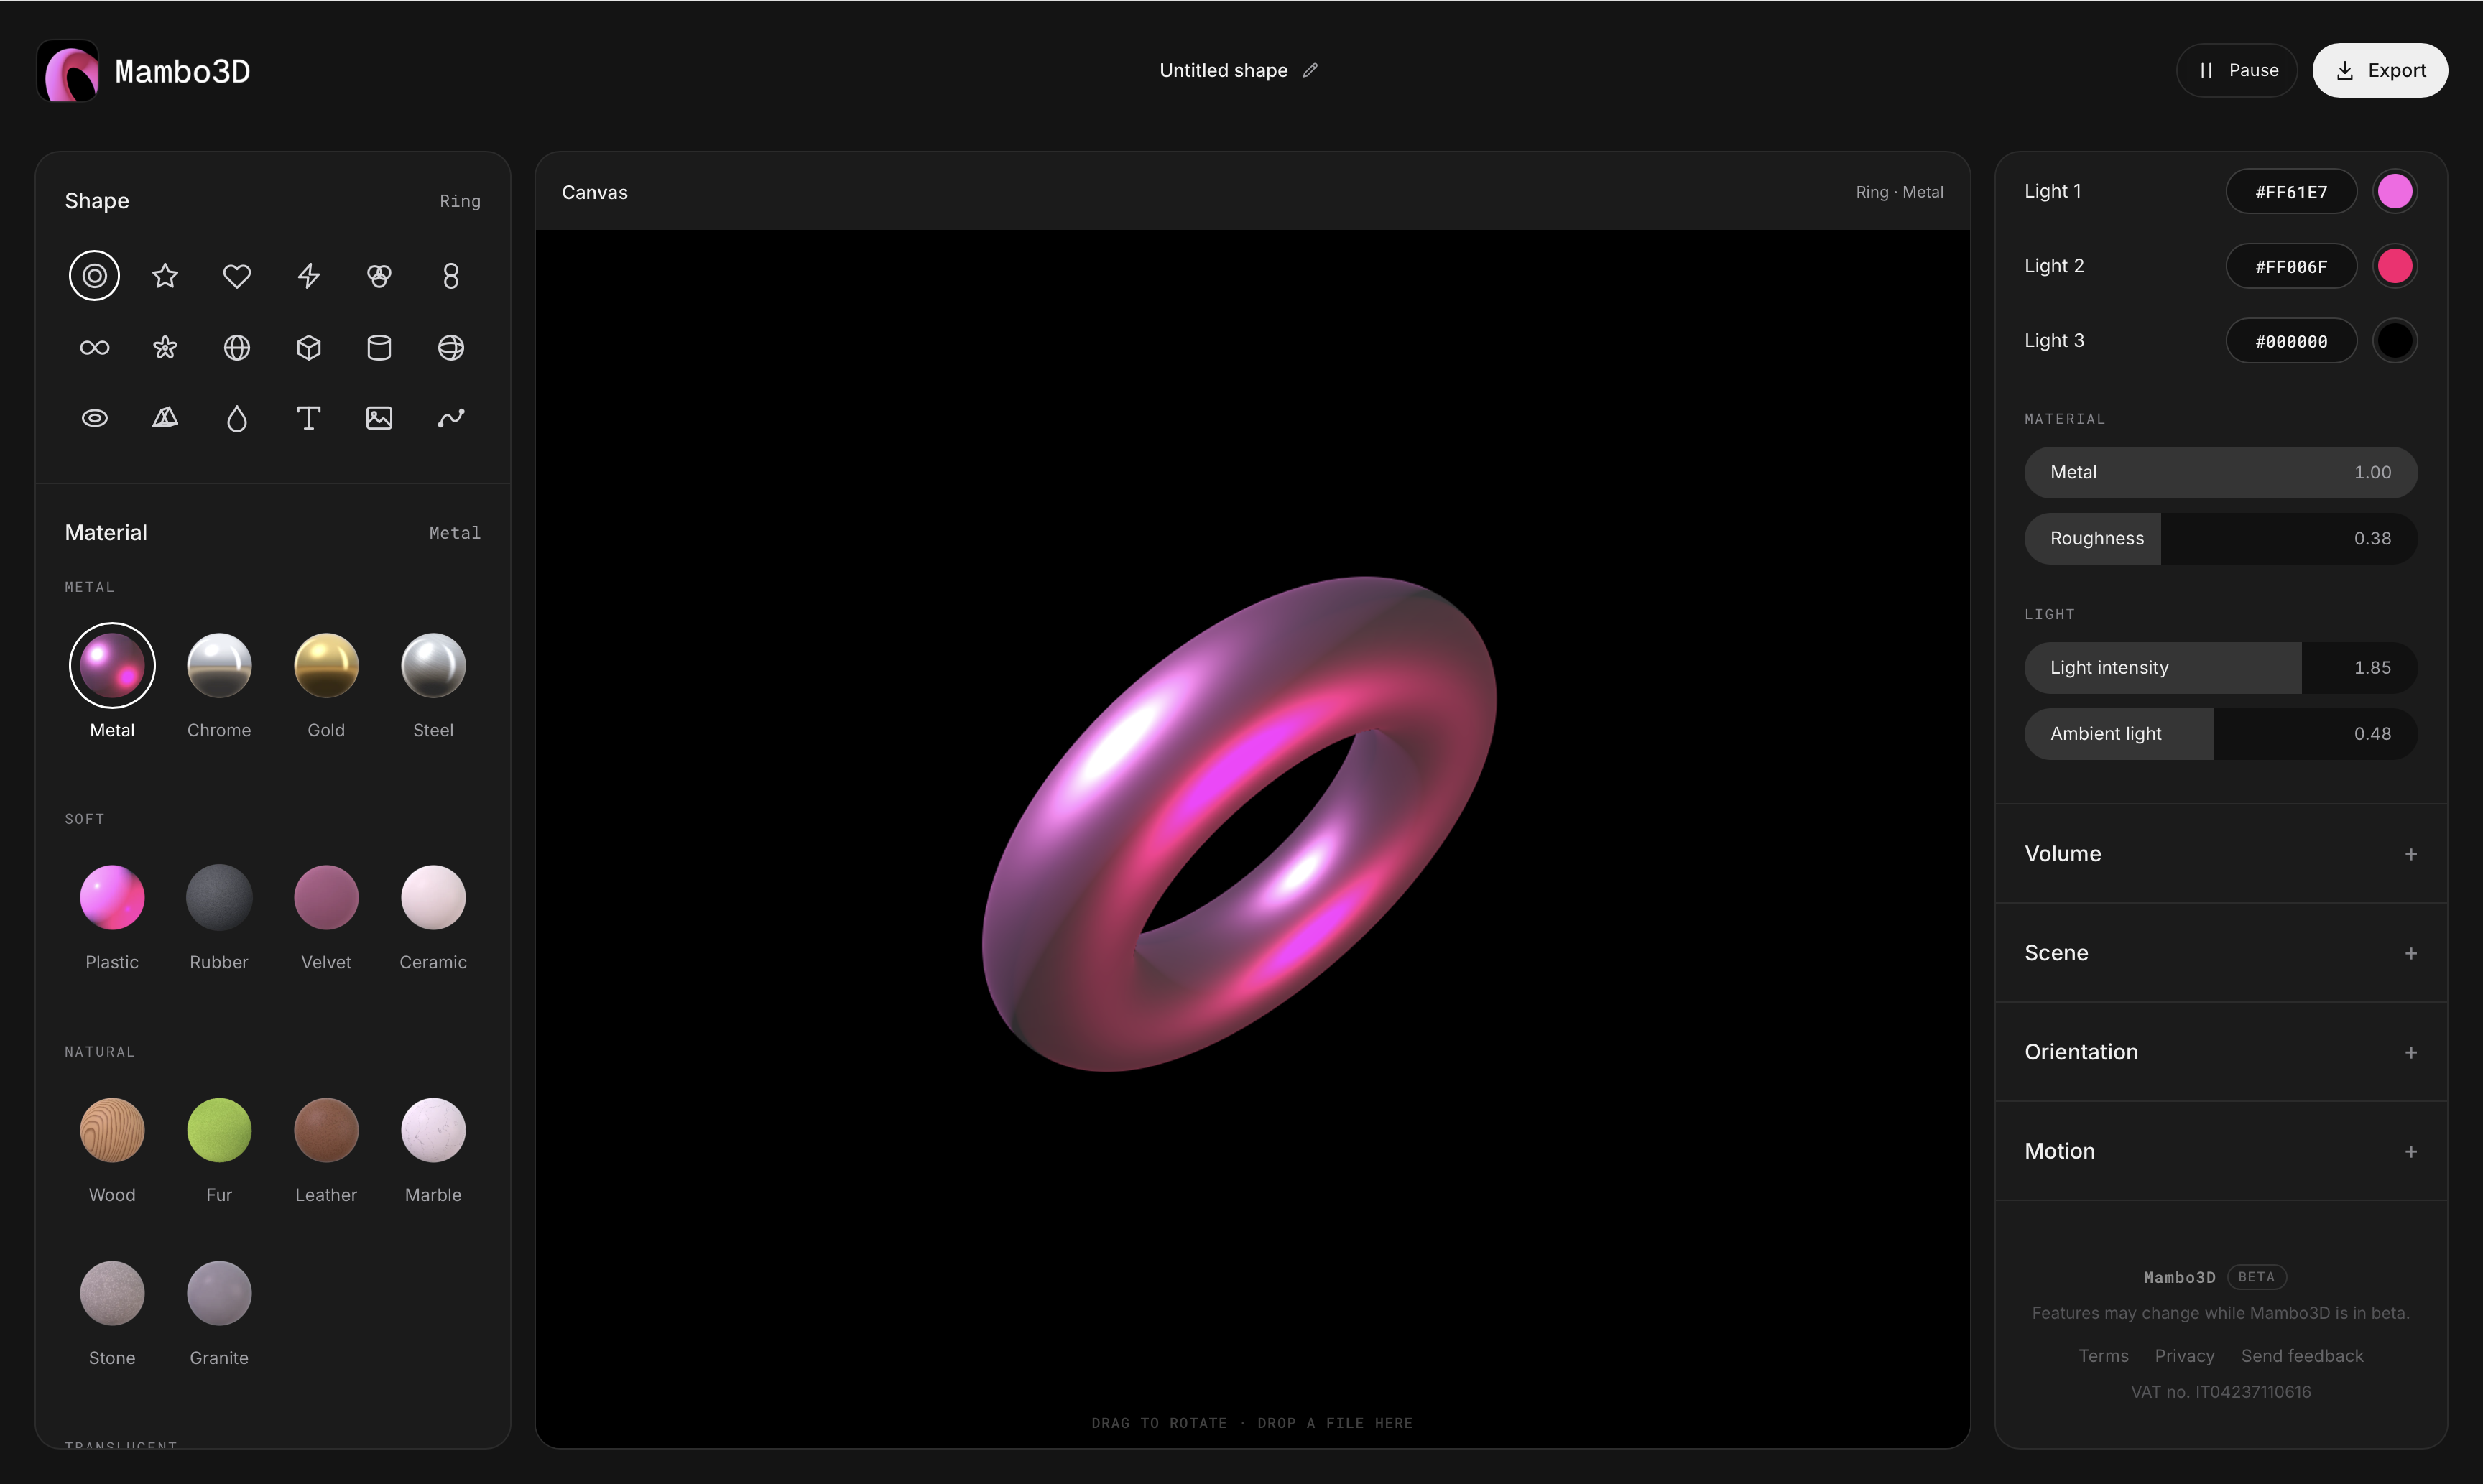 Mambo3D
Untitled shape
Pause
Export
Shape
Ring
Material
Metal
METAL
Metal
Chrome
Gold
Steel
SOFT
Plastic
Rubber
Velvet
Ceramic
NATURAL
Wood
Fur
Leather
Marble
Stone
Granite
TRANSLUCENT
Canvas
Ring · Metal
DRAG TO ROTATE · DROP A FILE HERE
Light 1
#FF61E7
Light 2
#FF006F
Light 3
#000000
MATERIAL
Metal 1.00
Roughness 0.38
LIGHT
Light intensity 1.85
Ambient light 0.48
Volume +
Scene +
Orientation +
Motion +
Mambo3D BETA
Features may change while Mambo3D is in beta.
Terms Privacy Send feedback
VAT no. IT04237110616